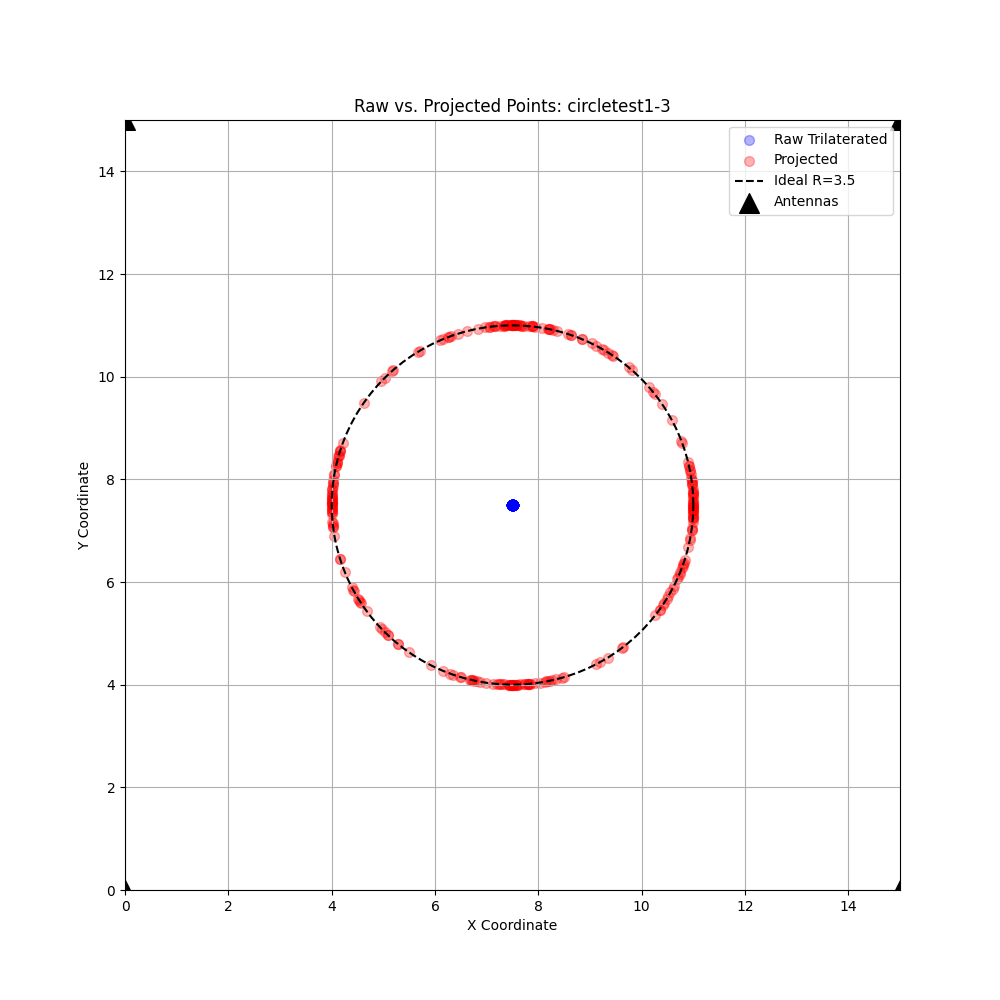 Raw vs. Projected Points: circletest1-3
Raw Trilaterated
Projected
Ideal R=3.5
Antennas
14
12
10
8
6
4
2
0
Y Coordinate
0 2 4 6 8 10 12 14
X Coordinate